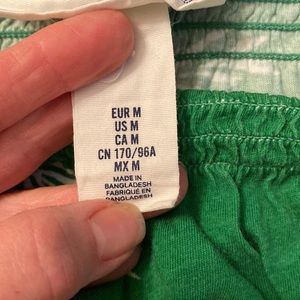 EUR M
US M
CA M
CN 170/96A
MX M
MADE IN
BANGLADESH
FABRIQUÉ EN
BANGLADESH